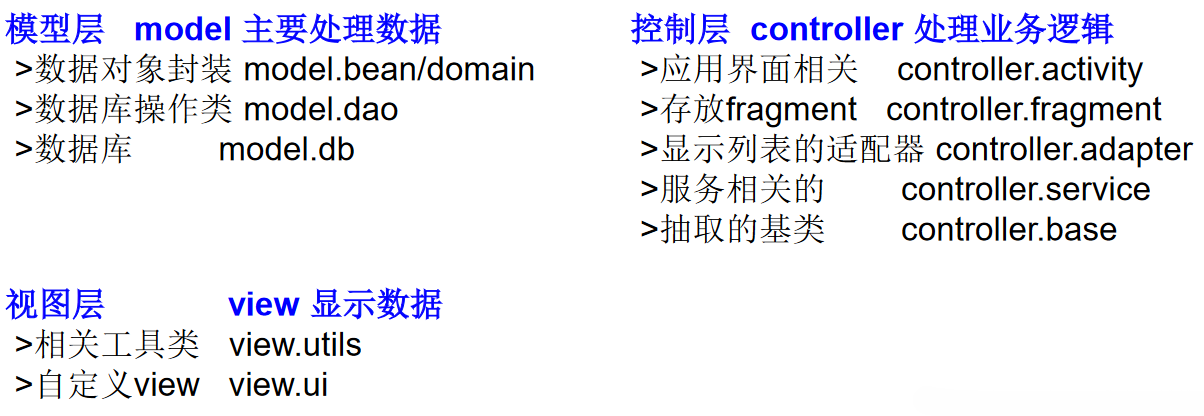 模型层 model 主要处理数据
>数据对象封装 model.bean/domain
>数据库操作类 model.dao
>数据库 model.db
控制层 controller 处理业务逻辑
>应用界面相关 controller.activity
>存放fragment controller.fragment
>显示列表的适配器 controller.adapter
>服务相关的 controller.service
>抽取的基类 controller.base
视图层 view 显示数据
>相关工具类 view.utils
>自定义view view.ui